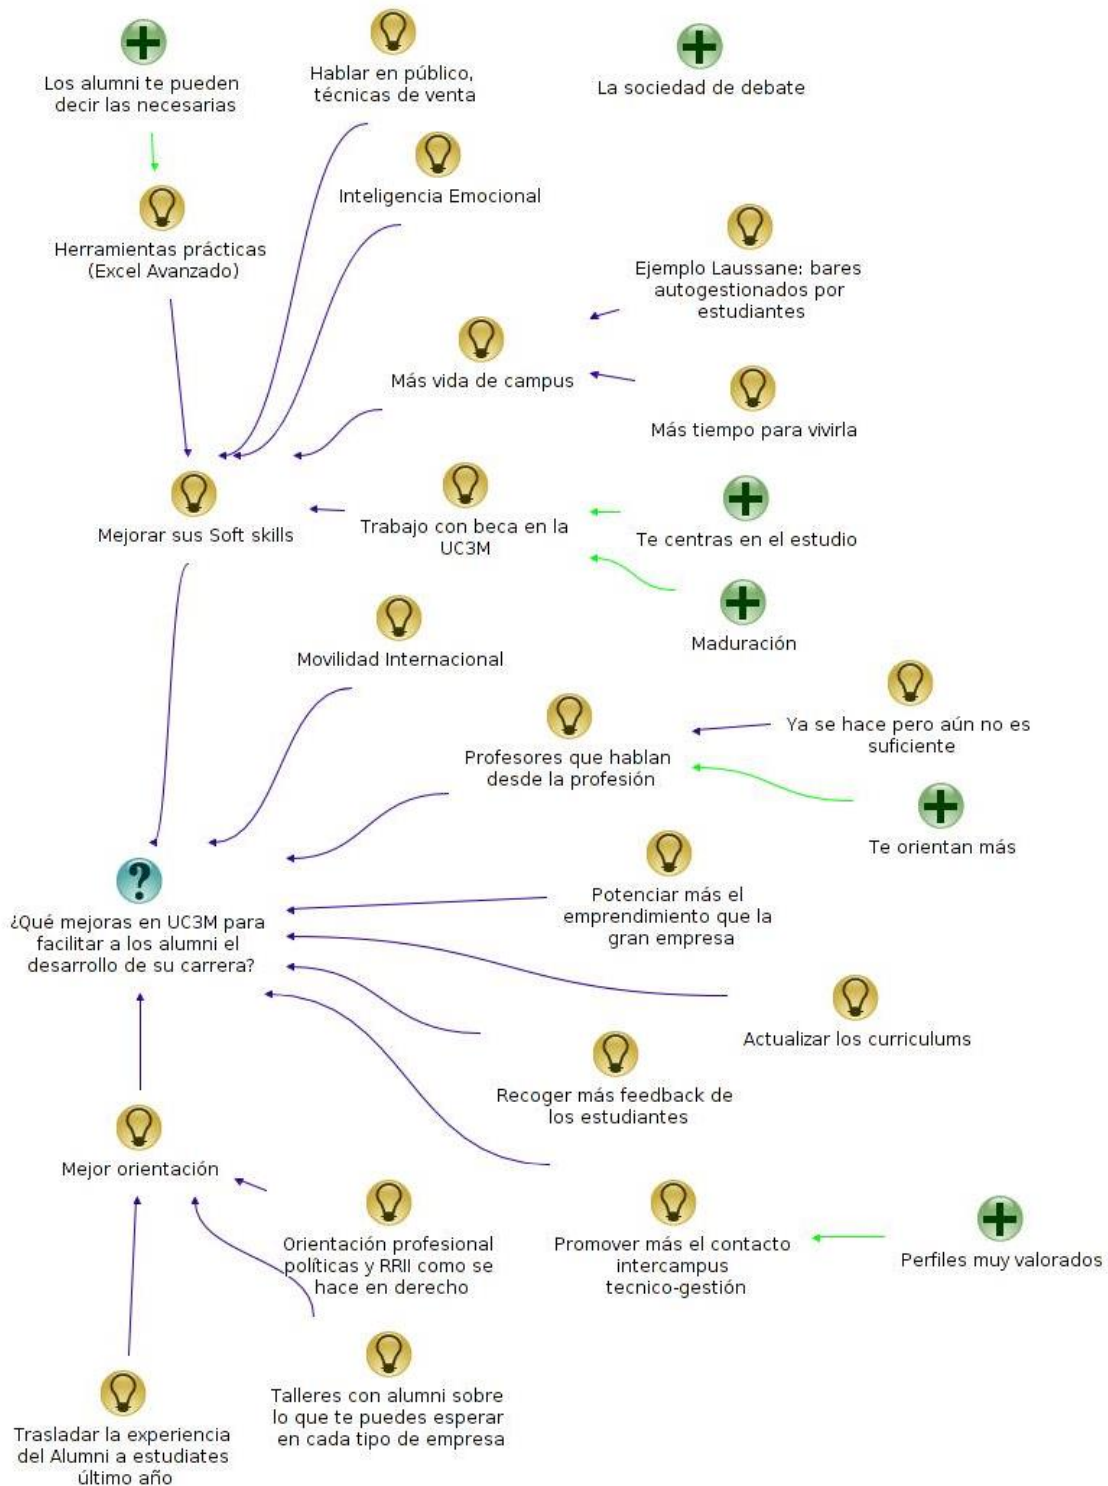 Los alumni te pueden
decir las necesarias
Hablar en público,
técnicas de venta
La sociedad de debate
Inteligencia Emocional
Herramientas prácticas
(Excel Avanzado)
Ejemplo Laussane: bares
autogestionados por
estudiantes
Más vida de campus
Más tiempo para vivirla
Mejorar sus Soft skills
Trabajo con beca en la
UC3M
Te centras en el estudio
Maduración
Movilidad Internacional
Ya se hace pero aún no es
suficiente
Profesores que hablan
desde la profesión
Te orientan más
Potenciar más el
emprendimiento que la
gran empresa
?
¿Qué mejoras en UC3M para
facilitar a los alumni el
desarrollo de su carrera?
Actualizar los curriculums
Recoger más feedback de
los estudiantes
Mejor orientación
Orientación profesional
políticas y RRII como se
hace en derecho
Promover más el contacto
intercampus
tecnico-gestión
Perfiles muy valorados
Talleres con alumni sobre
lo que te puedes esperar
en cada tipo de empresa
Trasladar la experiencia
del Alumni a estudiates
último año